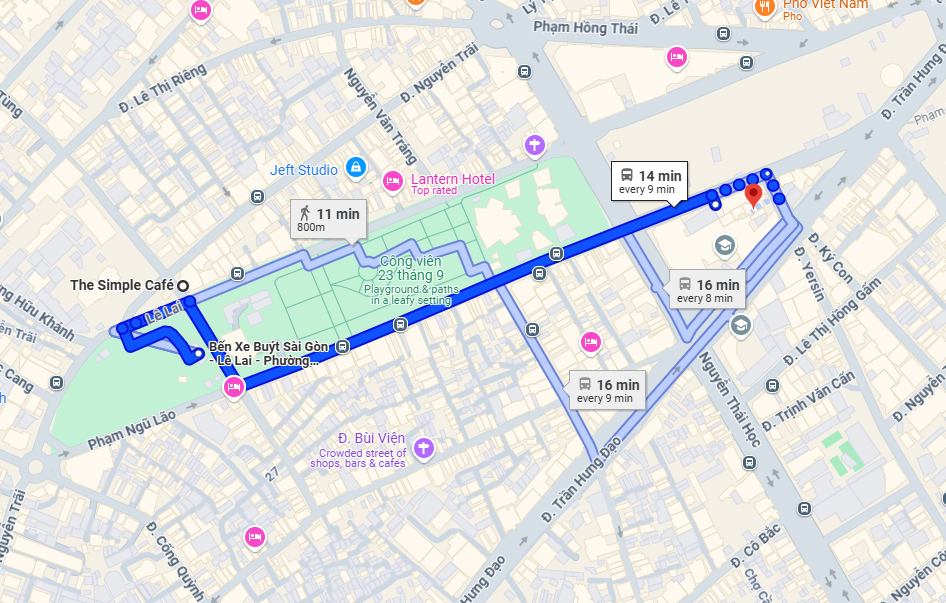 Phở Việt Nam
Pho
Phạm Hồng Thái
Đ. Lê Thị Riêng
Đ. Nguyễn Trãi
Nguyễn Văn Tráng
Đ. Trần Hưng Đạo
Jeft Studio
Lantern Hotel
Top rated
14 min
every 9 min
11 min
800m
Công viên
23 tháng 9
Playground & paths
in a leafy setting
The Simple Café
Lê Lai
16 min
every 8 min
Đ. Ký Con
Đ. Yersin
Đ. Lê Thị Hồng Gấm
Bến Xe Buýt Sài Gòn
- Lê Lai - Phường...
16 min
every 9 min
Phạm Ngũ Lão
Nguyễn Thái Học
Đ. Trịnh Văn Cấn
Đ. Bùi Viện
Crowded street of
shops, bars & cafes
27
Đ. Trần Hưng Đạo
Đ. Cống Quỳnh
Nguyễn Trãi
Hưng Đạo
Đ. Cô Bắc